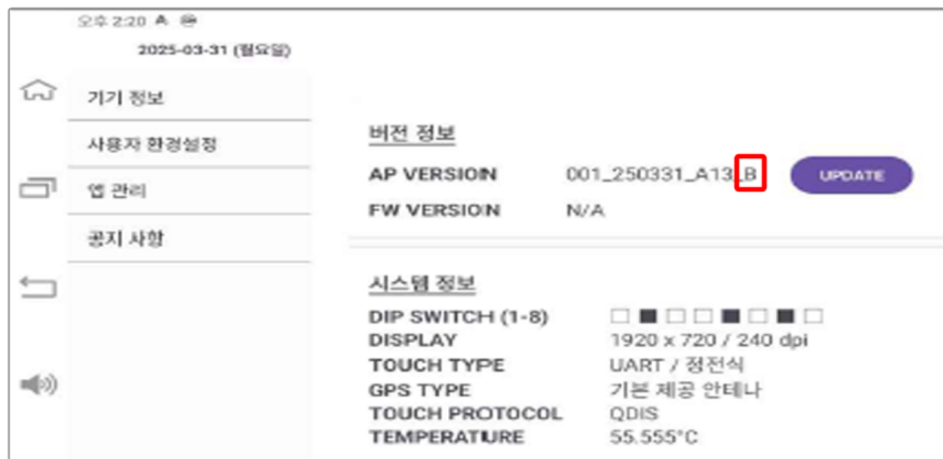 오후 2:20 A
2025-03-31 (월요일)
기기 정보
사용자 환경설정
앱 관리
공지 사항
버전 정보
AP VERSION 001_250331_A13_B UPDATE
FW VERSION N/A
시스템 정보
DIP SWITCH (1-8)
DISPLAY 1920 x 720 / 240 dpi
TOUCH TYPE UART / 정전식
GPS TYPE 기본 제공 안테나
TOUCH PROTOCOL QDIS
TEMPERATURE 55.555°C